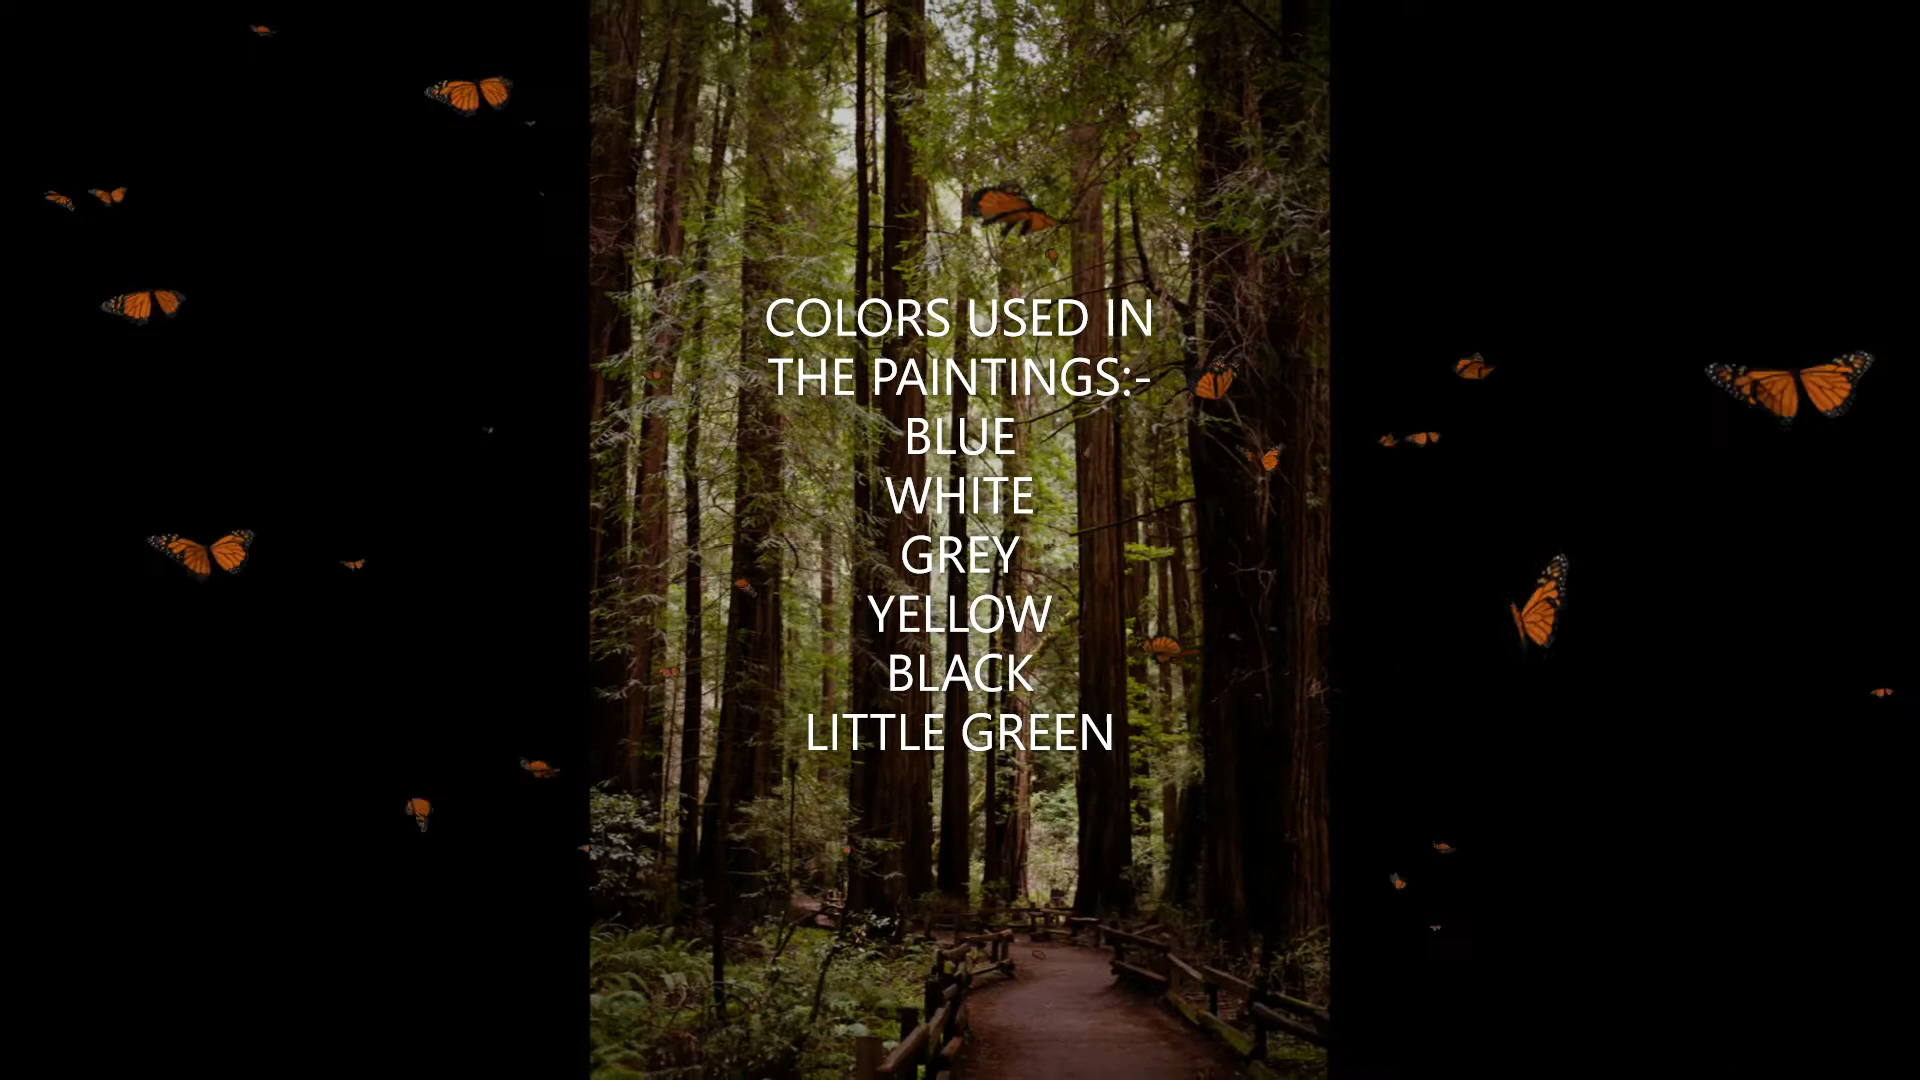 COLORS USED IN
THE PAINTINGS:-
BLUE
WHITE
GREY
YELLOW
BLACK
LITTLE GREEN